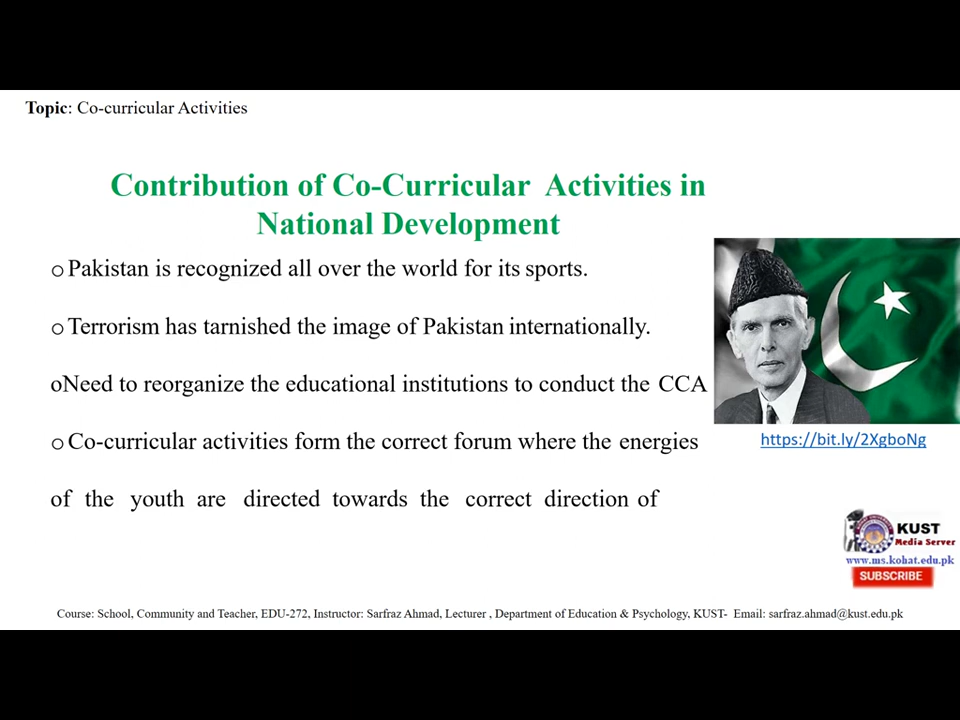 Topic: Co-curricular Activities
Contribution of Co-Curricular Activities in
National Development
o Pakistan is recognized all over the world for its sports.
o Terrorism has tarnished the image of Pakistan internationally.
oNeed to reorganize the educational institutions to conduct the CCA
o Co-curricular activities form the correct forum where the energies
of the youth are directed towards the correct direction of
https://bit.ly/2XgboNg
KUST
Media Server
www.ms.kohat.edu.pk
SUBSCRIBE
Course: School, Community and Teacher, EDU-272, Instructor: Sarfraz Ahmad, Lecturer , Department of Education & Psychology, KUST- Email: sarfraz.ahmad@kust.edu.pk